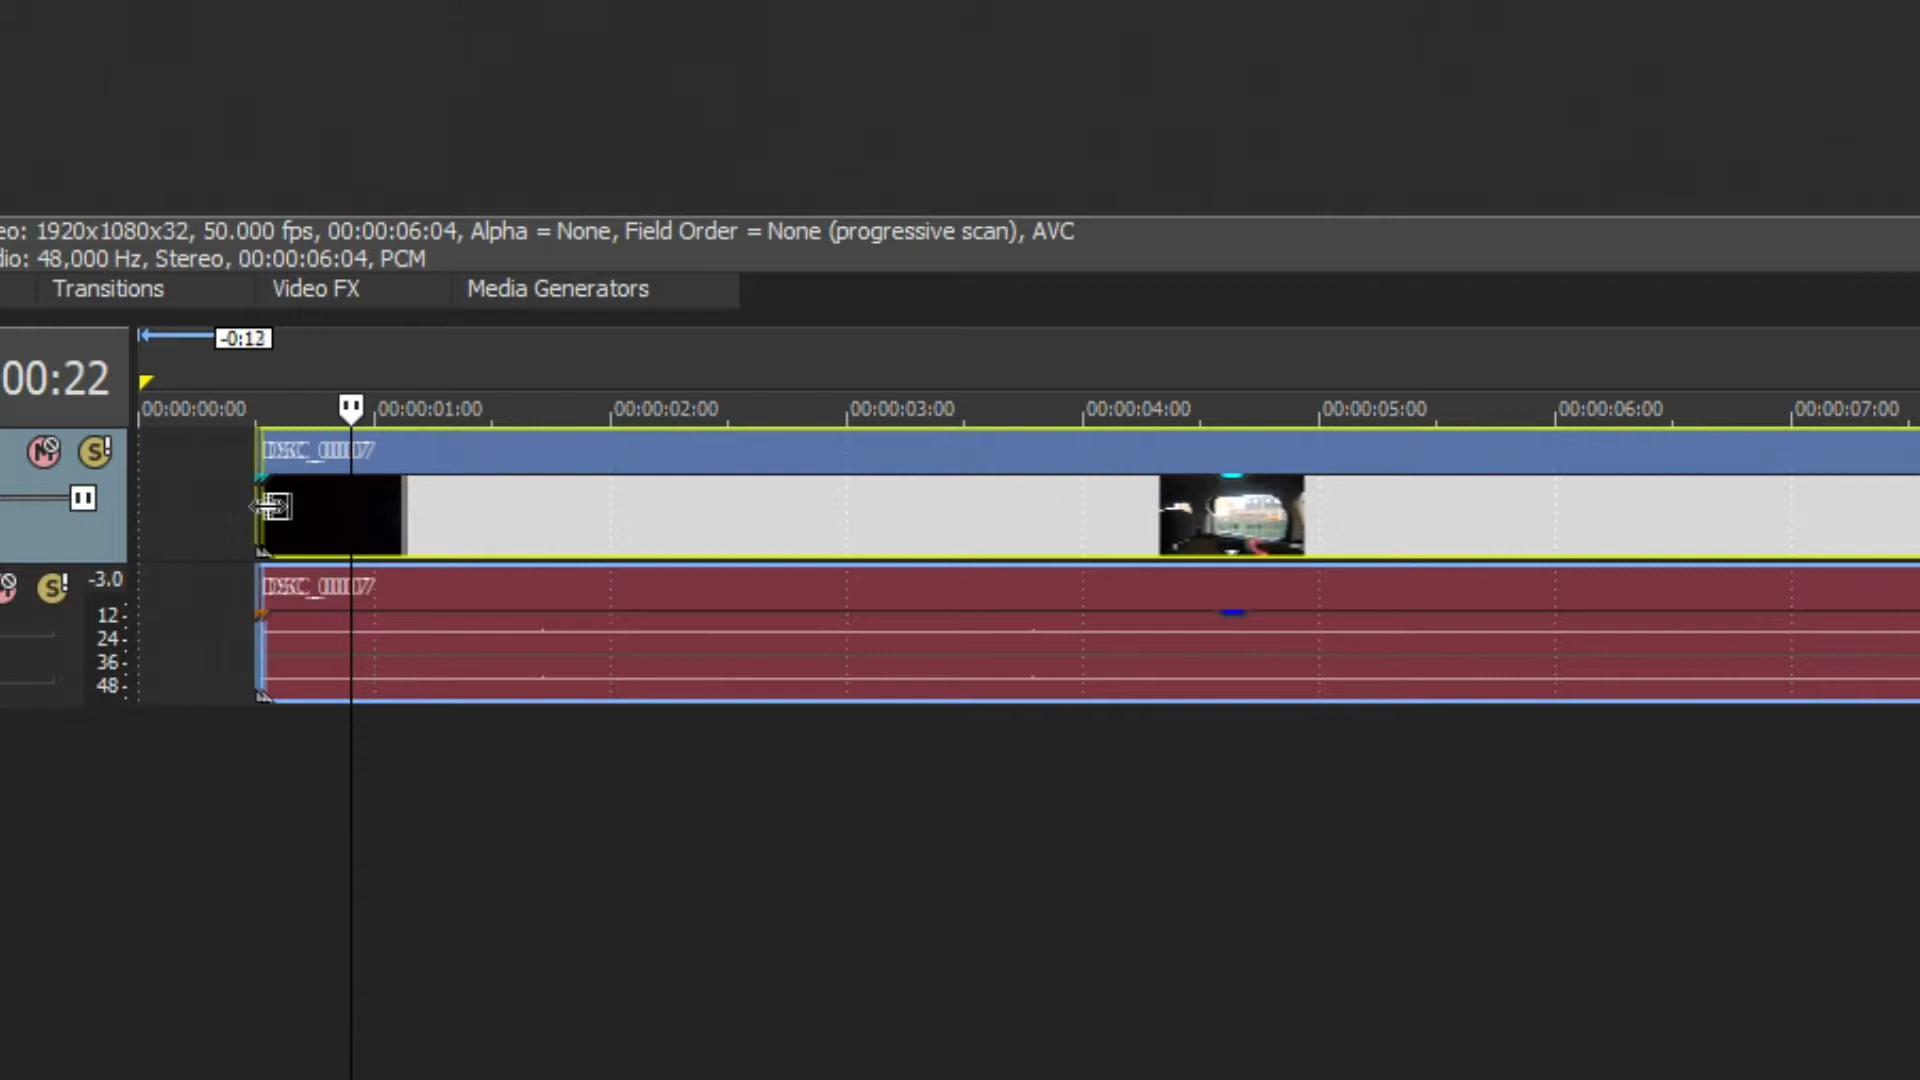 eo: 1920x1080x32, 50.000 fps, 00:00:06:04, Alpha = None, Field Order = None (progressive scan), AVC
dio: 48,000 Hz, Stereo, 00:00:06:04, PCM
Transitions Video FX Media Generators
00:22
00:00:00:00 00:00:01:00 00:00:02:00 00:00:03:00 00:00:04:00 00:00:05:00 00:00:06:00 00:00:07:00
M S!
S! -3.0
12
24
36
48